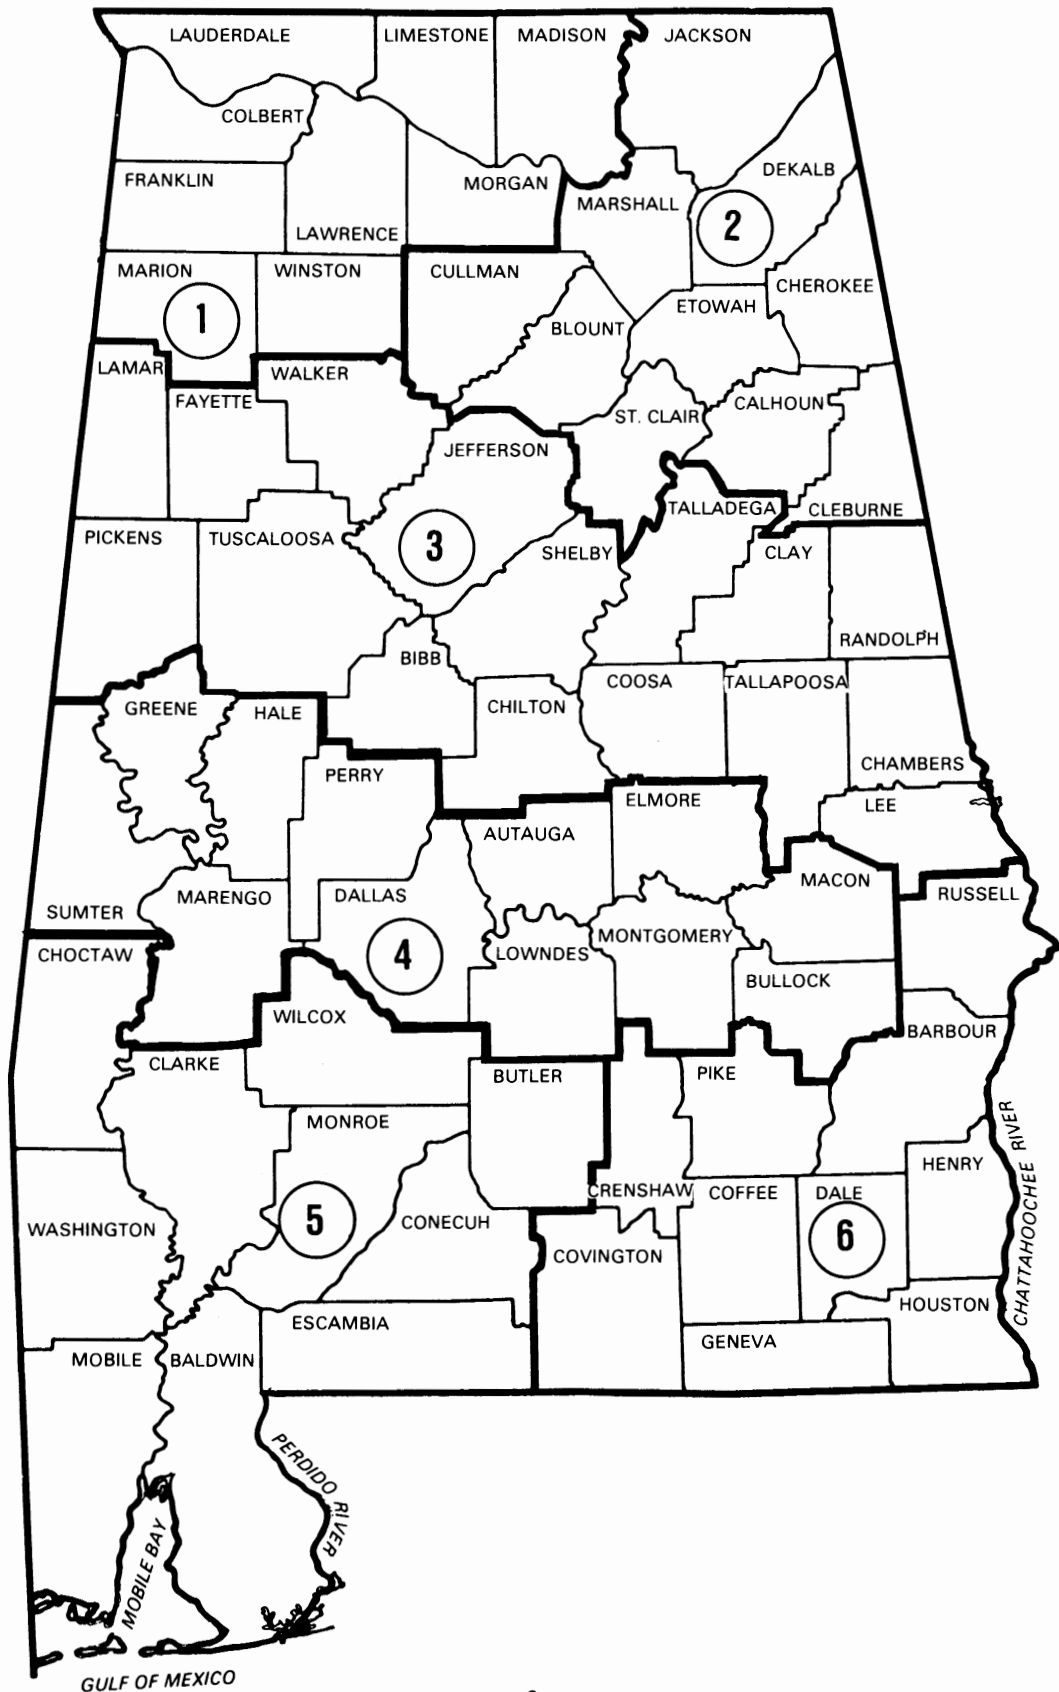 LAUDERDALE
LIMESTONE
MADISON
JACKSON
COLBERT
FRANKLIN
LAWRENCE
MORGAN
MARSHALL
DEKALB
2
MARION
1
WINSTON
CULLMAN
BLOUNT
ETOWAH
CHEROKEE
LAMAR
FAYETTE
WALKER
JEFFERSON
ST. CLAIR
CALHOUN
CLEBURNE
TALLADEGA
PICKENS
TUSCALOOSA
3
SHELBY
CLAY
RANDOLPH
BIBB
GREENE
HALE
PERRY
CHILTON
COOSA
TALLAPOOSA
CHAMBERS
LEE
ELMORE
AUTAUGA
SUMTER
MARENGO
DALLAS
4
LOWNDES
MONTGOMERY
MACON
RUSSELL
BULLOCK
CHOCTAW
WILCOX
CLARKE
BUTLER
PIKE
BARBOUR
MONROE
5
CONECUH
CRENSHAW
COFFEE
DALE
6
HENRY
CHATTAHOOCHEE RIVER
WASHINGTON
COVINGTON
HOUSTON
ESCAMBIA
GENEVA
MOBILE
BALDWIN
PERDIDO RIVER
MOBILE BAY
GULF OF MEXICO